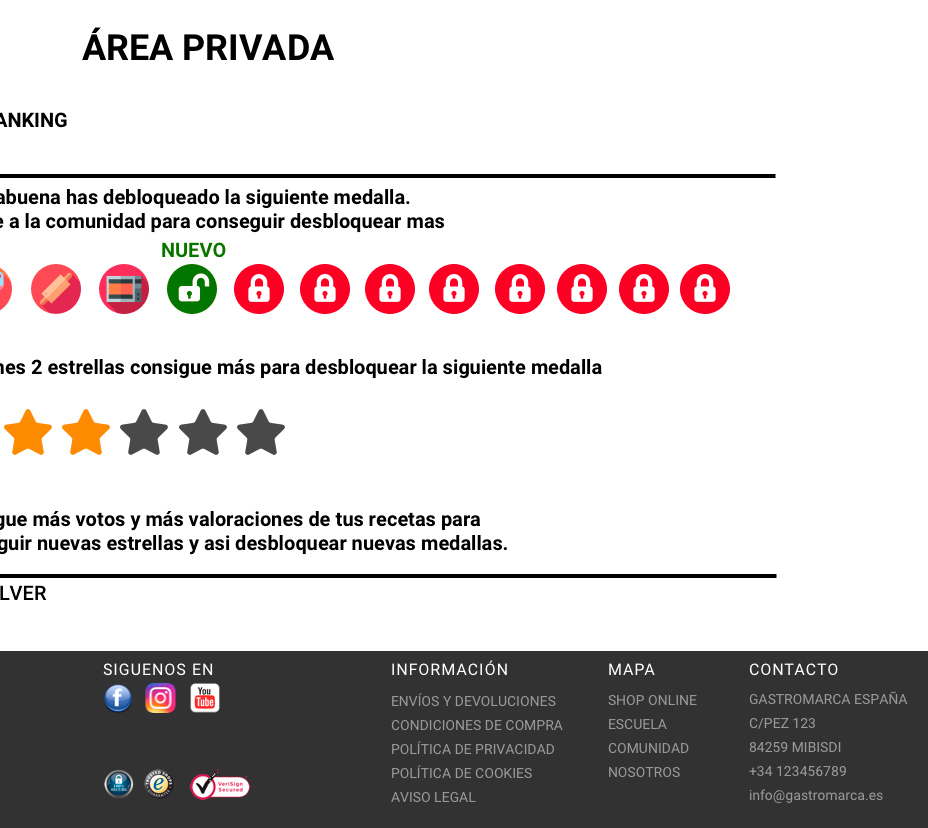 ÁREA PRIVADA
ANKING
abuena has debloqueado la siguiente medalla.
e a la comunidad para conseguir desbloquear mas
NUEVO
nes 2 estrellas consigue más para desbloquear la siguiente medalla
gue más votos y más valoraciones de tus recetas para
guir nuevas estrellas y asi desbloquear nuevas medallas.
LVER
SIGUENOS EN
You
Tube
VeriSign
Secured
INFORMACIÓN
ENVÍOS Y DEVOLUCIONES
CONDICIONES DE COMPRA
POLÍTICA DE PRIVACIDAD
POLÍTICA DE COOKIES
AVISO LEGAL
MAPA
SHOP ONLINE
ESCUELA
COMUNIDAD
NOSOTROS
CONTACTO
GASTROMARCA ESPAÑA
C/PEZ 123
84259 MIBISDI
+34 123456789
info@gastromarca.es